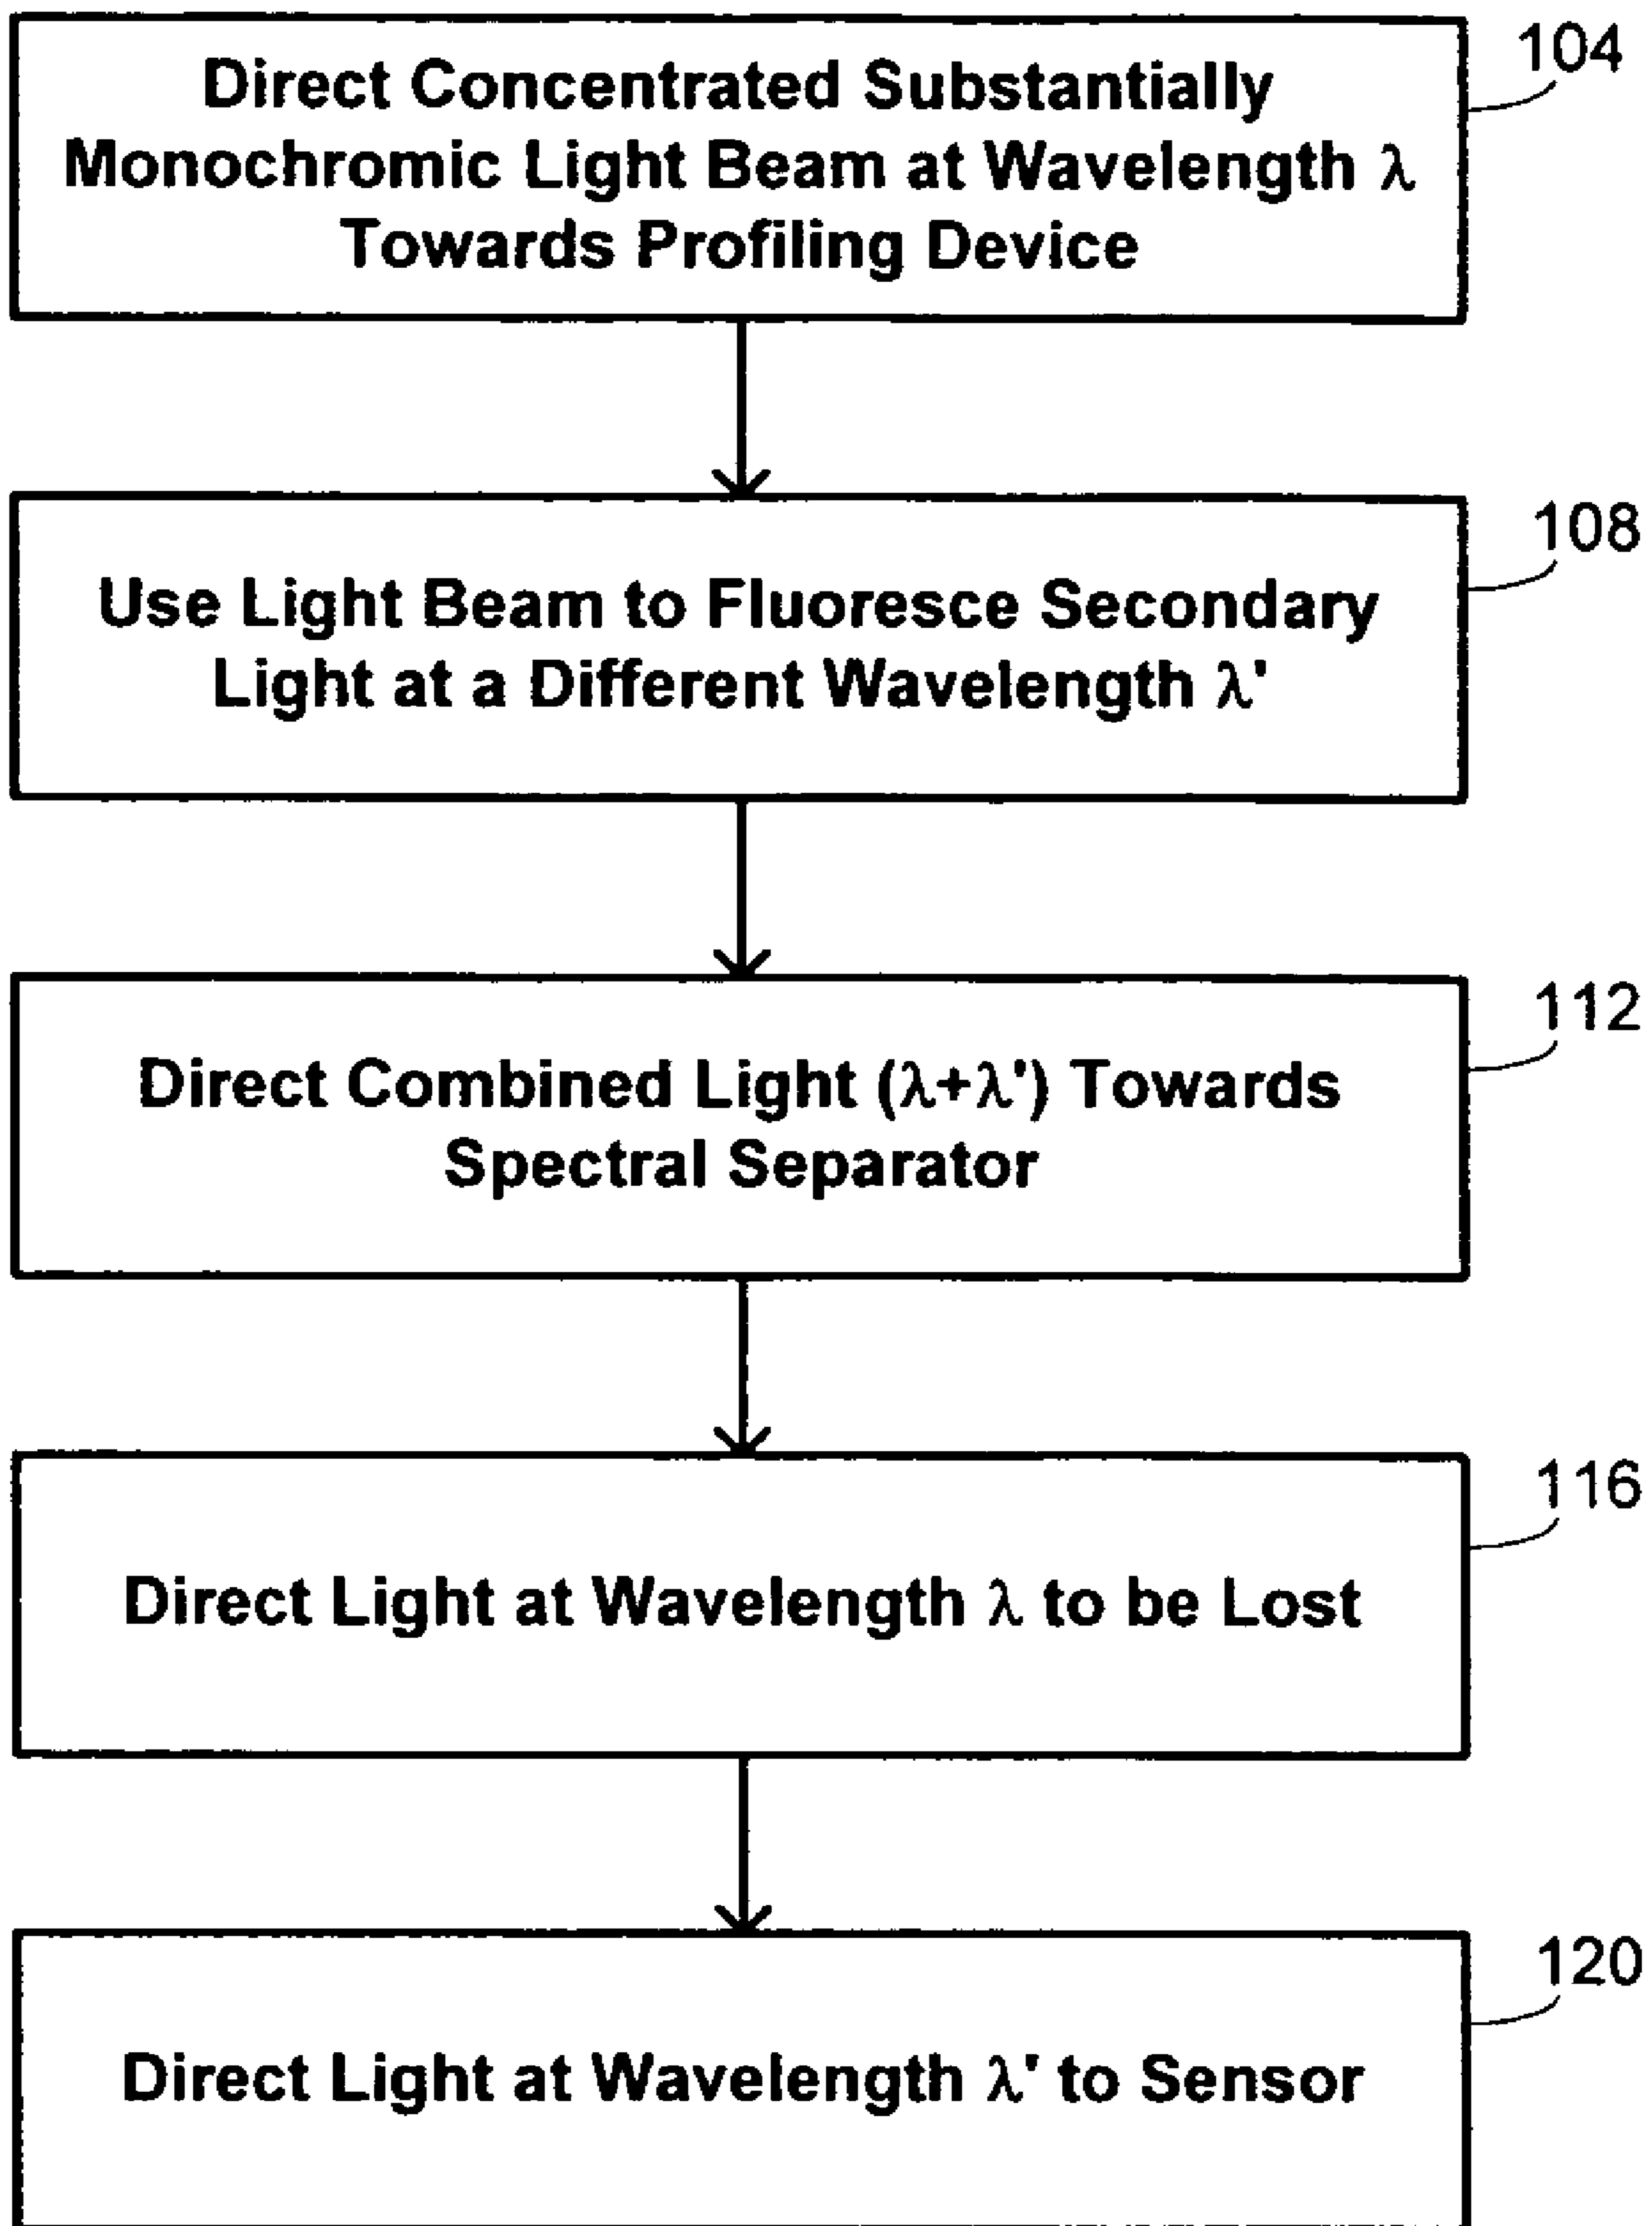 104
Direct Concentrated Substantially
Monochromic Light Beam at Wavelength λ
Towards Profiling Device
108
Use Light Beam to Fluoresce Secondary
Light at a Different Wavelength λ'
112
Direct Combined Light (λ+λ') Towards
Spectral Separator
116
Direct Light at Wavelength λ to be Lost
120
Direct Light at Wavelength λ' to Sensor